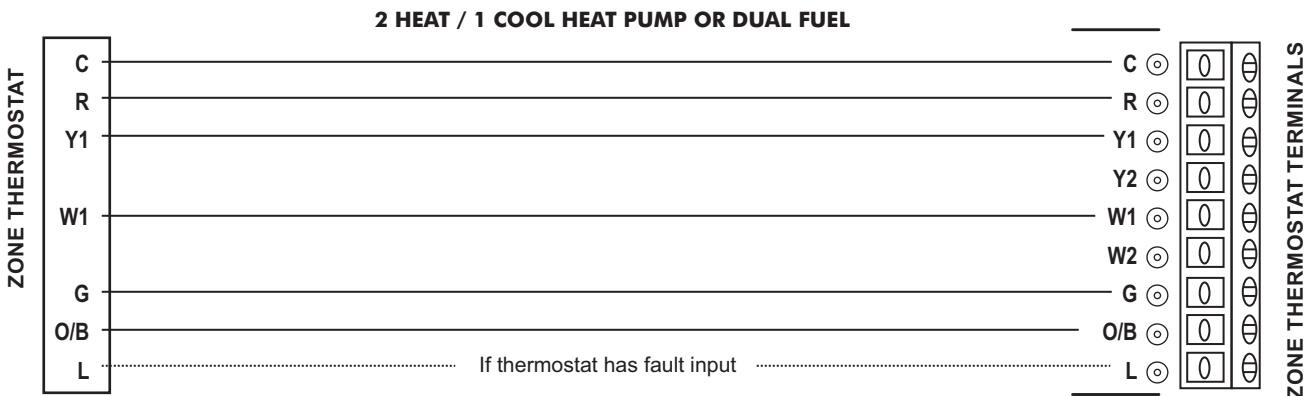 2 HEAT / 1 COOL HEAT PUMP OR DUAL FUEL
ZONE THERMOSTAT
C
R
Y1
W1
G
O/B
L
If thermostat has fault input
C
R
Y1
Y2
W1
W2
G
O/B
L
ZONE THERMOSTAT TERMINALS